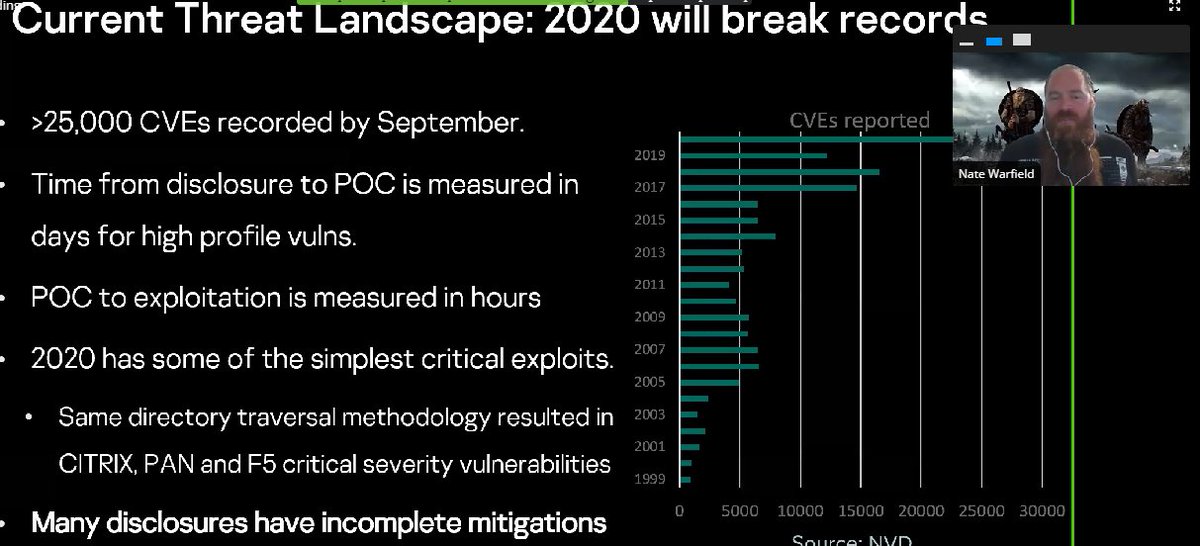 Current Threat Landscape: 2020 will break records
• >25,000 CVEs recorded by September.
• Time from disclosure to POC is measured in
days for high profile vulns.
• POC to exploitation is measured in hours
• 2020 has some of the simplest critical exploits.
• Same directory traversal methodology resulted in
CITRIX, PAN and F5 critical severity vulnerabilities
• Many disclosures have incomplete mitigations
CVEs reported
2019
2017
2015
2013
2011
2009
2007
2005
2003
2001
1999
0 5000 10000 15000 20000 25000 30000
Source: NVD
Nate Warfield